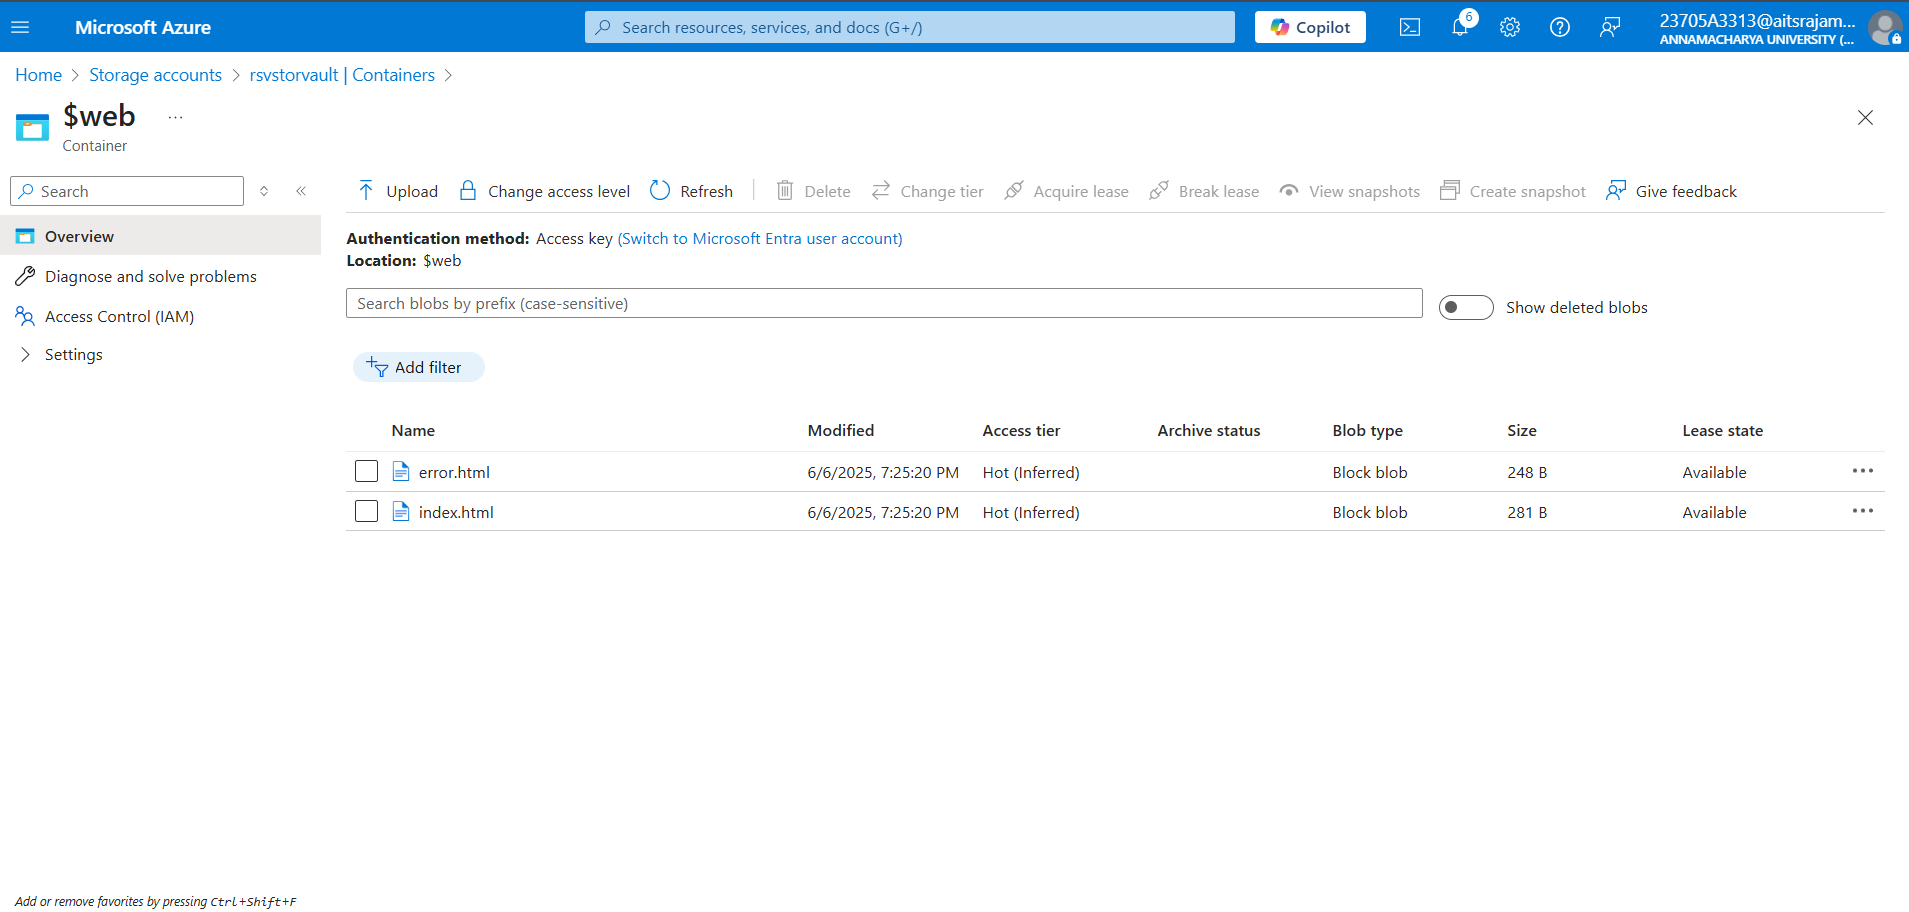 Microsoft Azure
Search resources, services, and docs (G+/)
Copilot
6
23705A3313@aitsrajam...
ANNAMACHARYA UNIVERSITY (...
Home > Storage accounts > rsvstorvault | Containers >
$web ...
Container
Search
Upload Change access level Refresh Delete Change tier Acquire lease Break lease View snapshots Create snapshot Give feedback
Overview
Diagnose and solve problems
Access Control (IAM)
Settings
Authentication method: Access key (Switch to Microsoft Entra user account)
Location: $web
Search blobs by prefix (case-sensitive)
Show deleted blobs
Add filter
Name Modified Access tier Archive status Blob type Size Lease state
error.html 6/6/2025, 7:25:20 PM Hot (Inferred) Block blob 248 B Available
index.html 6/6/2025, 7:25:20 PM Hot (Inferred) Block blob 281 B Available
Add or remove favorites by pressing Ctrl+Shift+F